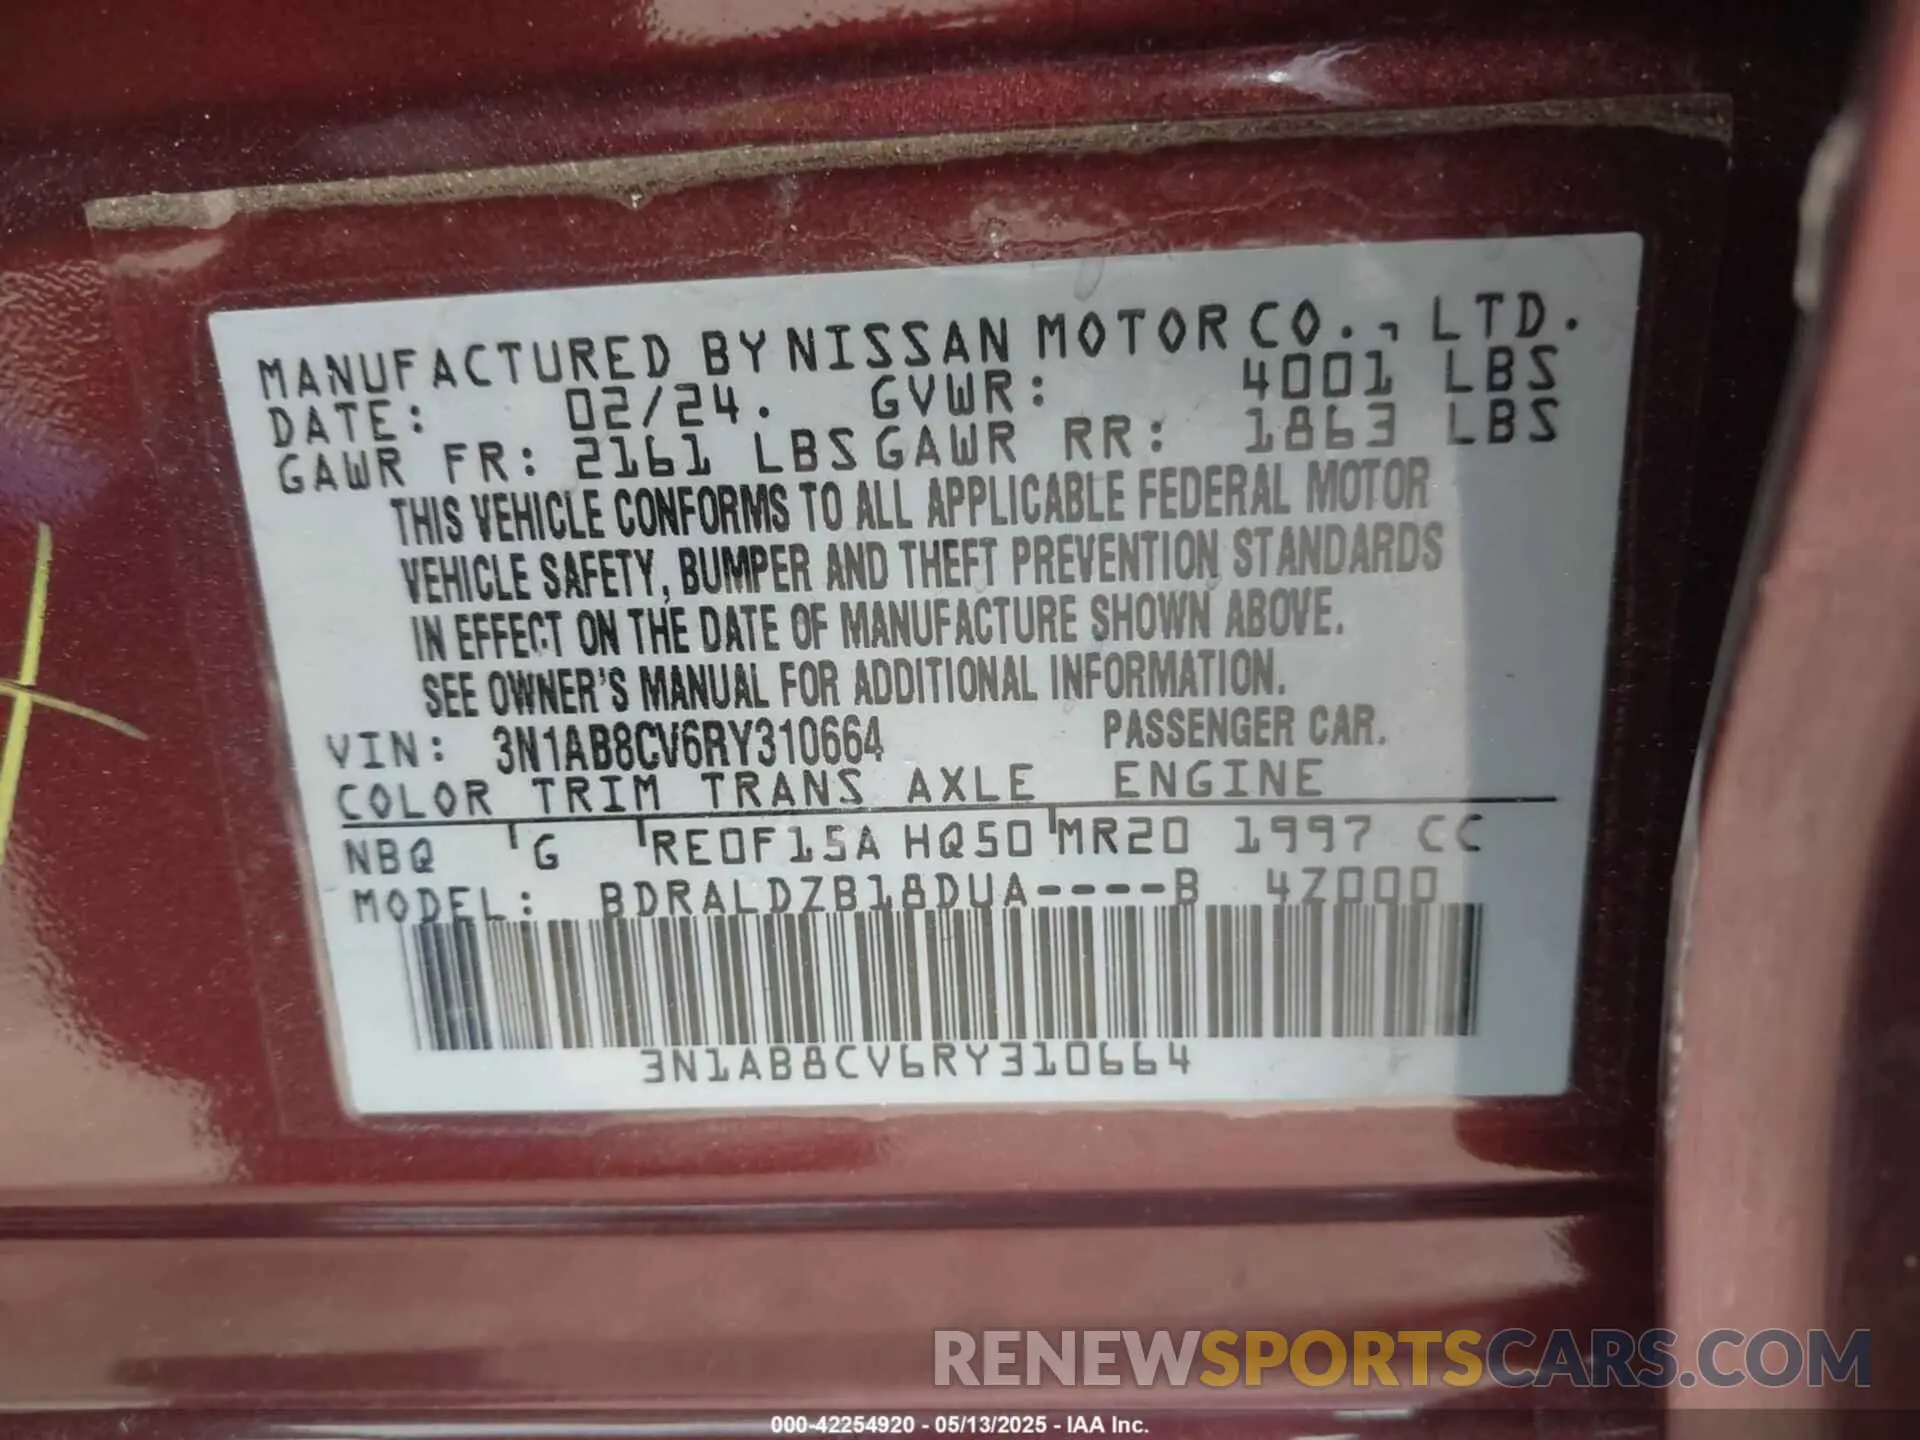 MANUFACTURED BY NISSAN MOTOR CO., LTD.
DATE: 02/24. GVWR: 4001 LBS
GAWR FR: 2161 LBS GAWR RR: 1863 LBS
THIS VEHICLE CONFORMS TO ALL APPLICABLE FEDERAL MOTOR
VEHICLE SAFETY, BUMPER AND THEFT PREVENTION STANDARDS
IN EFFECT ON THE DATE OF MANUFACTURE SHOWN ABOVE.
SEE OWNER'S MANUAL FOR ADDITIONAL INFORMATION.
VIN: 3N1AB8CV6RY310664 PASSENGER CAR.
COLOR TRIM TRANS AXLE ENGINE
NBQ G RE0F15A HQ50 MR20 1997 CC
MODEL: BDRALDZB18DUA----B 4Z000
3N1AB8CV6RY310664
RENEWSPORTSCARS.COM
000-42254920 - 05/13/2025 - IAA Inc.